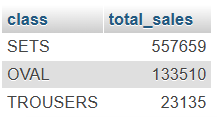 class total_sales
SETS 557659
OVAL 133510
TROUSERS 23135